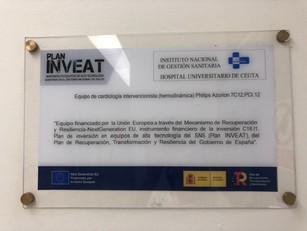 PLAN
INVEAT
INSTITUTO NACIONAL
DE GESTIÓN SANITARIA
HOSPITAL UNIVERSITARIO DE CEUTA
Equipo de cardiología intervencionista (hemodinámica) Philips Azurion 7C12.PCI.12
"Equipo financiado por la Unión Europea a través del Mecanismo de Recuperación
y Resiliencia-NextGeneration EU, instrumento financiero de la inversión C18.I1
Plan de inversión en equipos de alta tecnología del SNS (Plan INVEAT), del
Plan de Recuperación, Transformación y Resiliencia del Gobierno de España".